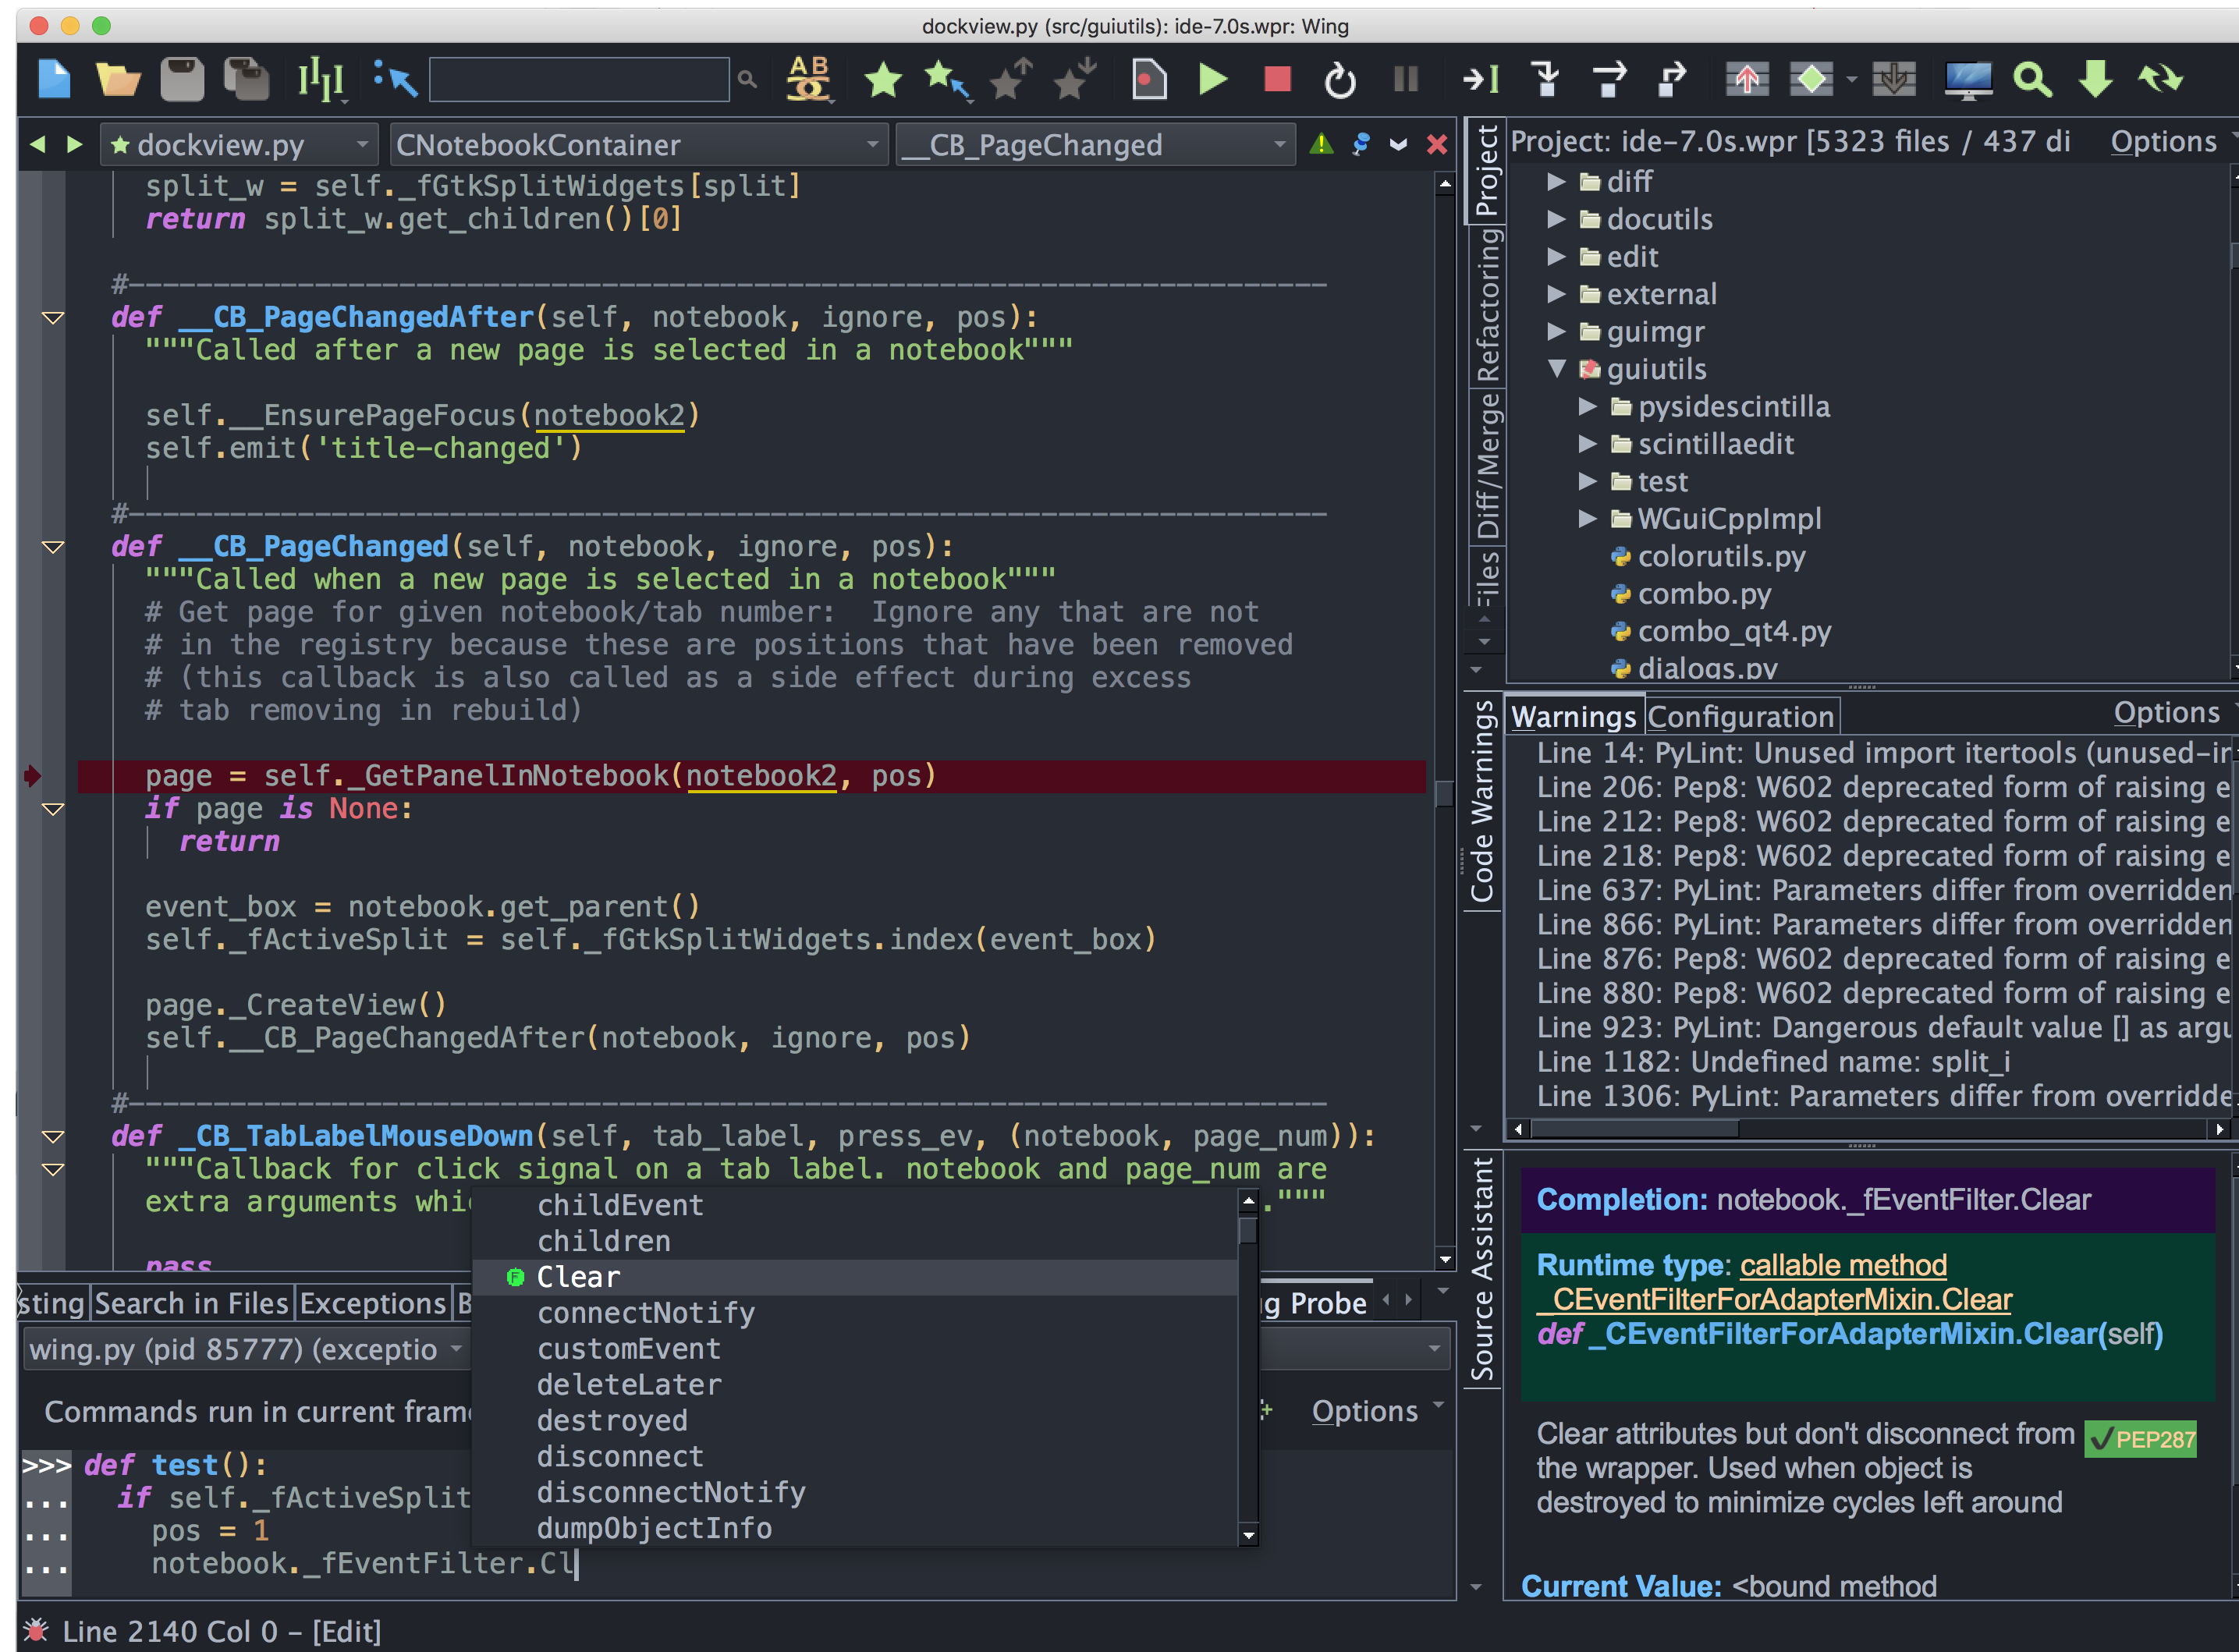 dockview.py (src/guiutils): ide-7.0s.wpr: Wing
AB
dockview.py
CNotebookContainer
__CB_PageChanged
split_w = self._fGtkSplitWidgets[split]
return split_w.get_children()[0]
#-----------------------------------------------------------------------
def __CB_PageChangedAfter(self, notebook, ignore, pos):
"""Called after a new page is selected in a notebook"""
self.__EnsurePageFocus(notebook2)
self.emit('title-changed')
#-----------------------------------------------------------------------
def __CB_PageChanged(self, notebook, ignore, pos):
"""Called when a new page is selected in a notebook"""
# Get page for given notebook/tab number:  Ignore any that are not
# in the registry because these are positions that have been removed
# (this callback is also called as a side effect during excess
# tab removing in rebuild)
page = self._GetPanelInNotebook(notebook2, pos)
if page is None:
return
event_box = notebook.get_parent()
self._fActiveSplit = self._fGtkSplitWidgets.index(event_box)
page._CreateView()
self.__CB_PageChangedAfter(notebook, ignore, pos)
#-----------------------------------------------------------------------
def _CB_TabLabelMouseDown(self, tab_label, press_ev, (notebook, page_num)):
"""Callback for click signal on a tab label. notebook and page_num are
extra arguments whi
."""
pass
childEvent
children
Clear
connectNotify
customEvent
deleteLater
destroyed
disconnect
disconnectNotify
dumpObjectInfo
sting
Search in Files
Exceptions
B
g Probe
wing.py (pid 85777) (exceptio
Commands run in current frame
Options
>>> def test():
... if self._fActiveSplit
... pos = 1
... notebook._fEventFilter.Cl
Line 2140 Col 0 – [Edit]
Project
Refactoring
Diff/Merge
Files
Project: ide-7.0s.wpr [5323 files / 437 di
Options
diff
docutils
edit
external
guimgr
guiutils
pysidescintilla
scintillaedit
test
WGuiCppImpl
colorutils.py
combo.py
combo_qt4.py
dialogs.py
Code Warnings
Warnings
Configuration
Options
Line 14: PyLint: Unused import itertools (unused-in
Line 206: Pep8: W602 deprecated form of raising e
Line 212: Pep8: W602 deprecated form of raising e
Line 218: Pep8: W602 deprecated form of raising e
Line 637: PyLint: Parameters differ from overridden
Line 866: PyLint: Parameters differ from overridden
Line 876: Pep8: W602 deprecated form of raising e
Line 880: Pep8: W602 deprecated form of raising e
Line 923: PyLint: Dangerous default value [] as argu
Line 1182: Undefined name: split_i
Line 1306: PyLint: Parameters differ from overridde
Source Assistant
Completion: notebook._fEventFilter.Clear
Runtime type: callable method
_CEventFilterForAdapterMixin.Clear
def _CEventFilterForAdapterMixin.Clear(self)
Clear attributes but don't disconnect from
PEP287
the wrapper. Used when object is
destroyed to minimize cycles left around
Current Value: <bound method